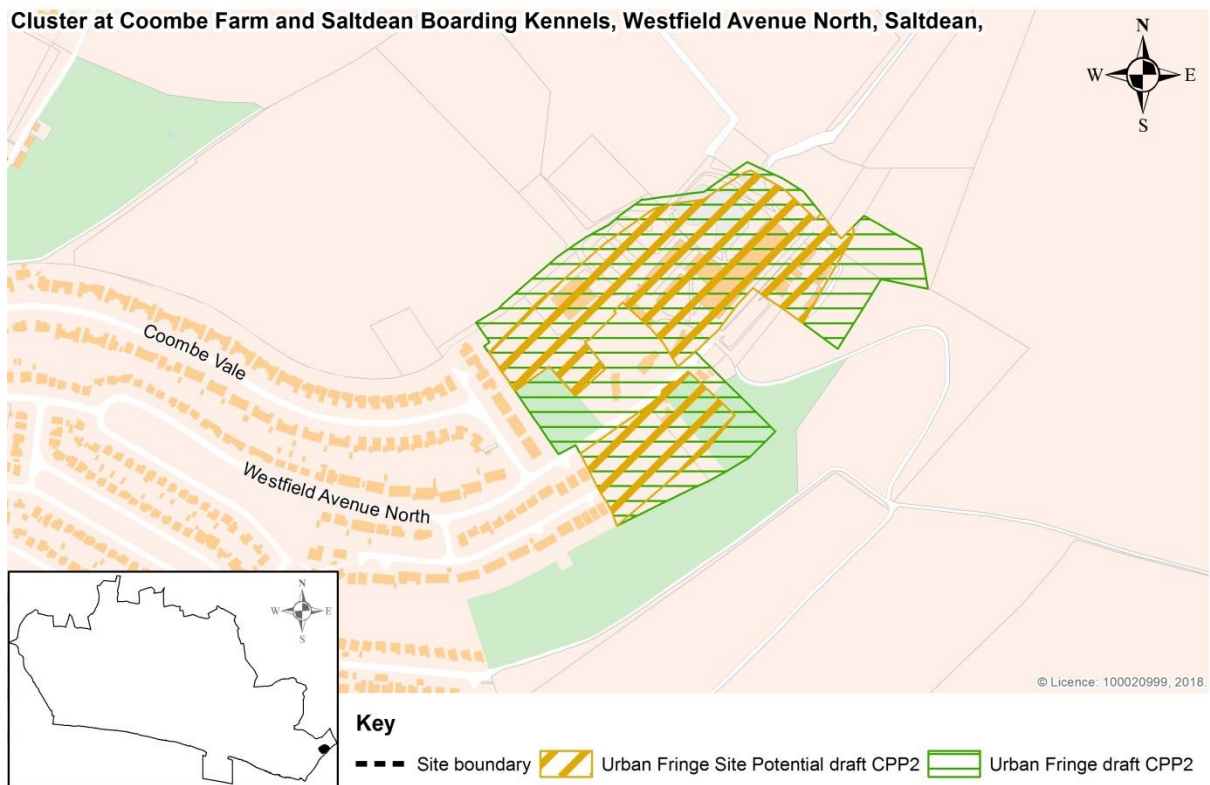 Cluster at Coombe Farm and Saltdean Boarding Kennels, Westfield Avenue North, Saltdean,
N
W E
S
Coombe Vale
Westfield Avenue North
N
W E
S
© Licence: 100020999, 2018.
Key
Site boundary Urban Fringe Site Potential draft CPP2 Urban Fringe draft CPP2